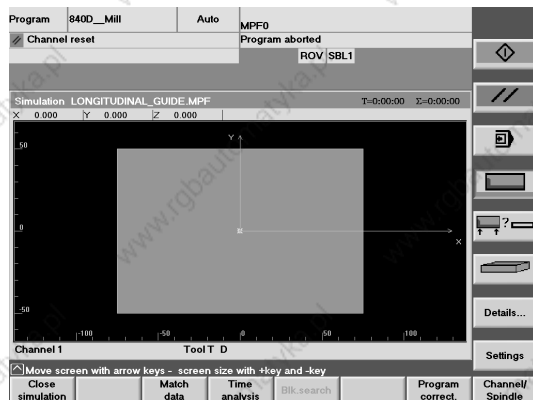 Program 840D__Mill Auto MPF0
Channel reset Program aborted
ROV SBL1
Simulation LONGITUDINAL_GUIDE.MPF T=0:00:00 Σ=0:00:00
X 0.000 Y 0.000 Z 0.000
50
Y
0
X
?
-50
-100 -50 0 50 100
Details...
Channel 1 Tool T D
Settings
Move screen with arrow keys - screen size with +key and -key
Close simulation
Match data
Time analysis
Blk.search
Program correct.
Channel/ Spindle
www.rgbautomatyka.pl